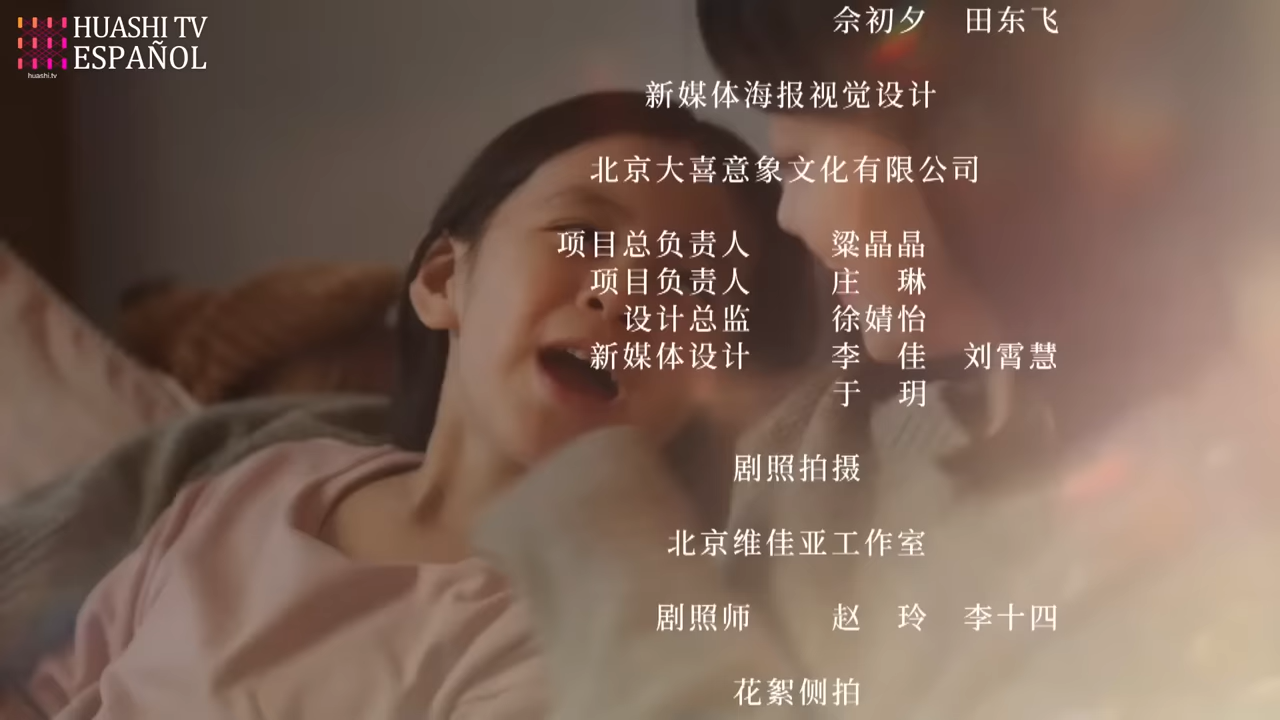 HUASHI TV
ESPAÑOL
huashi.tv
佘初夕 田东飞
新媒体海报视觉设计
北京大喜意象文化有限公司
项目总负责人 梁晶晶
项目负责人 庄 琳
设计总监 徐婧怡
新媒体设计 李 佳 刘霄慧
于 玥
剧照拍摄
北京维佳亚工作室
剧照师 赵 玲 李十四
花絮侧拍